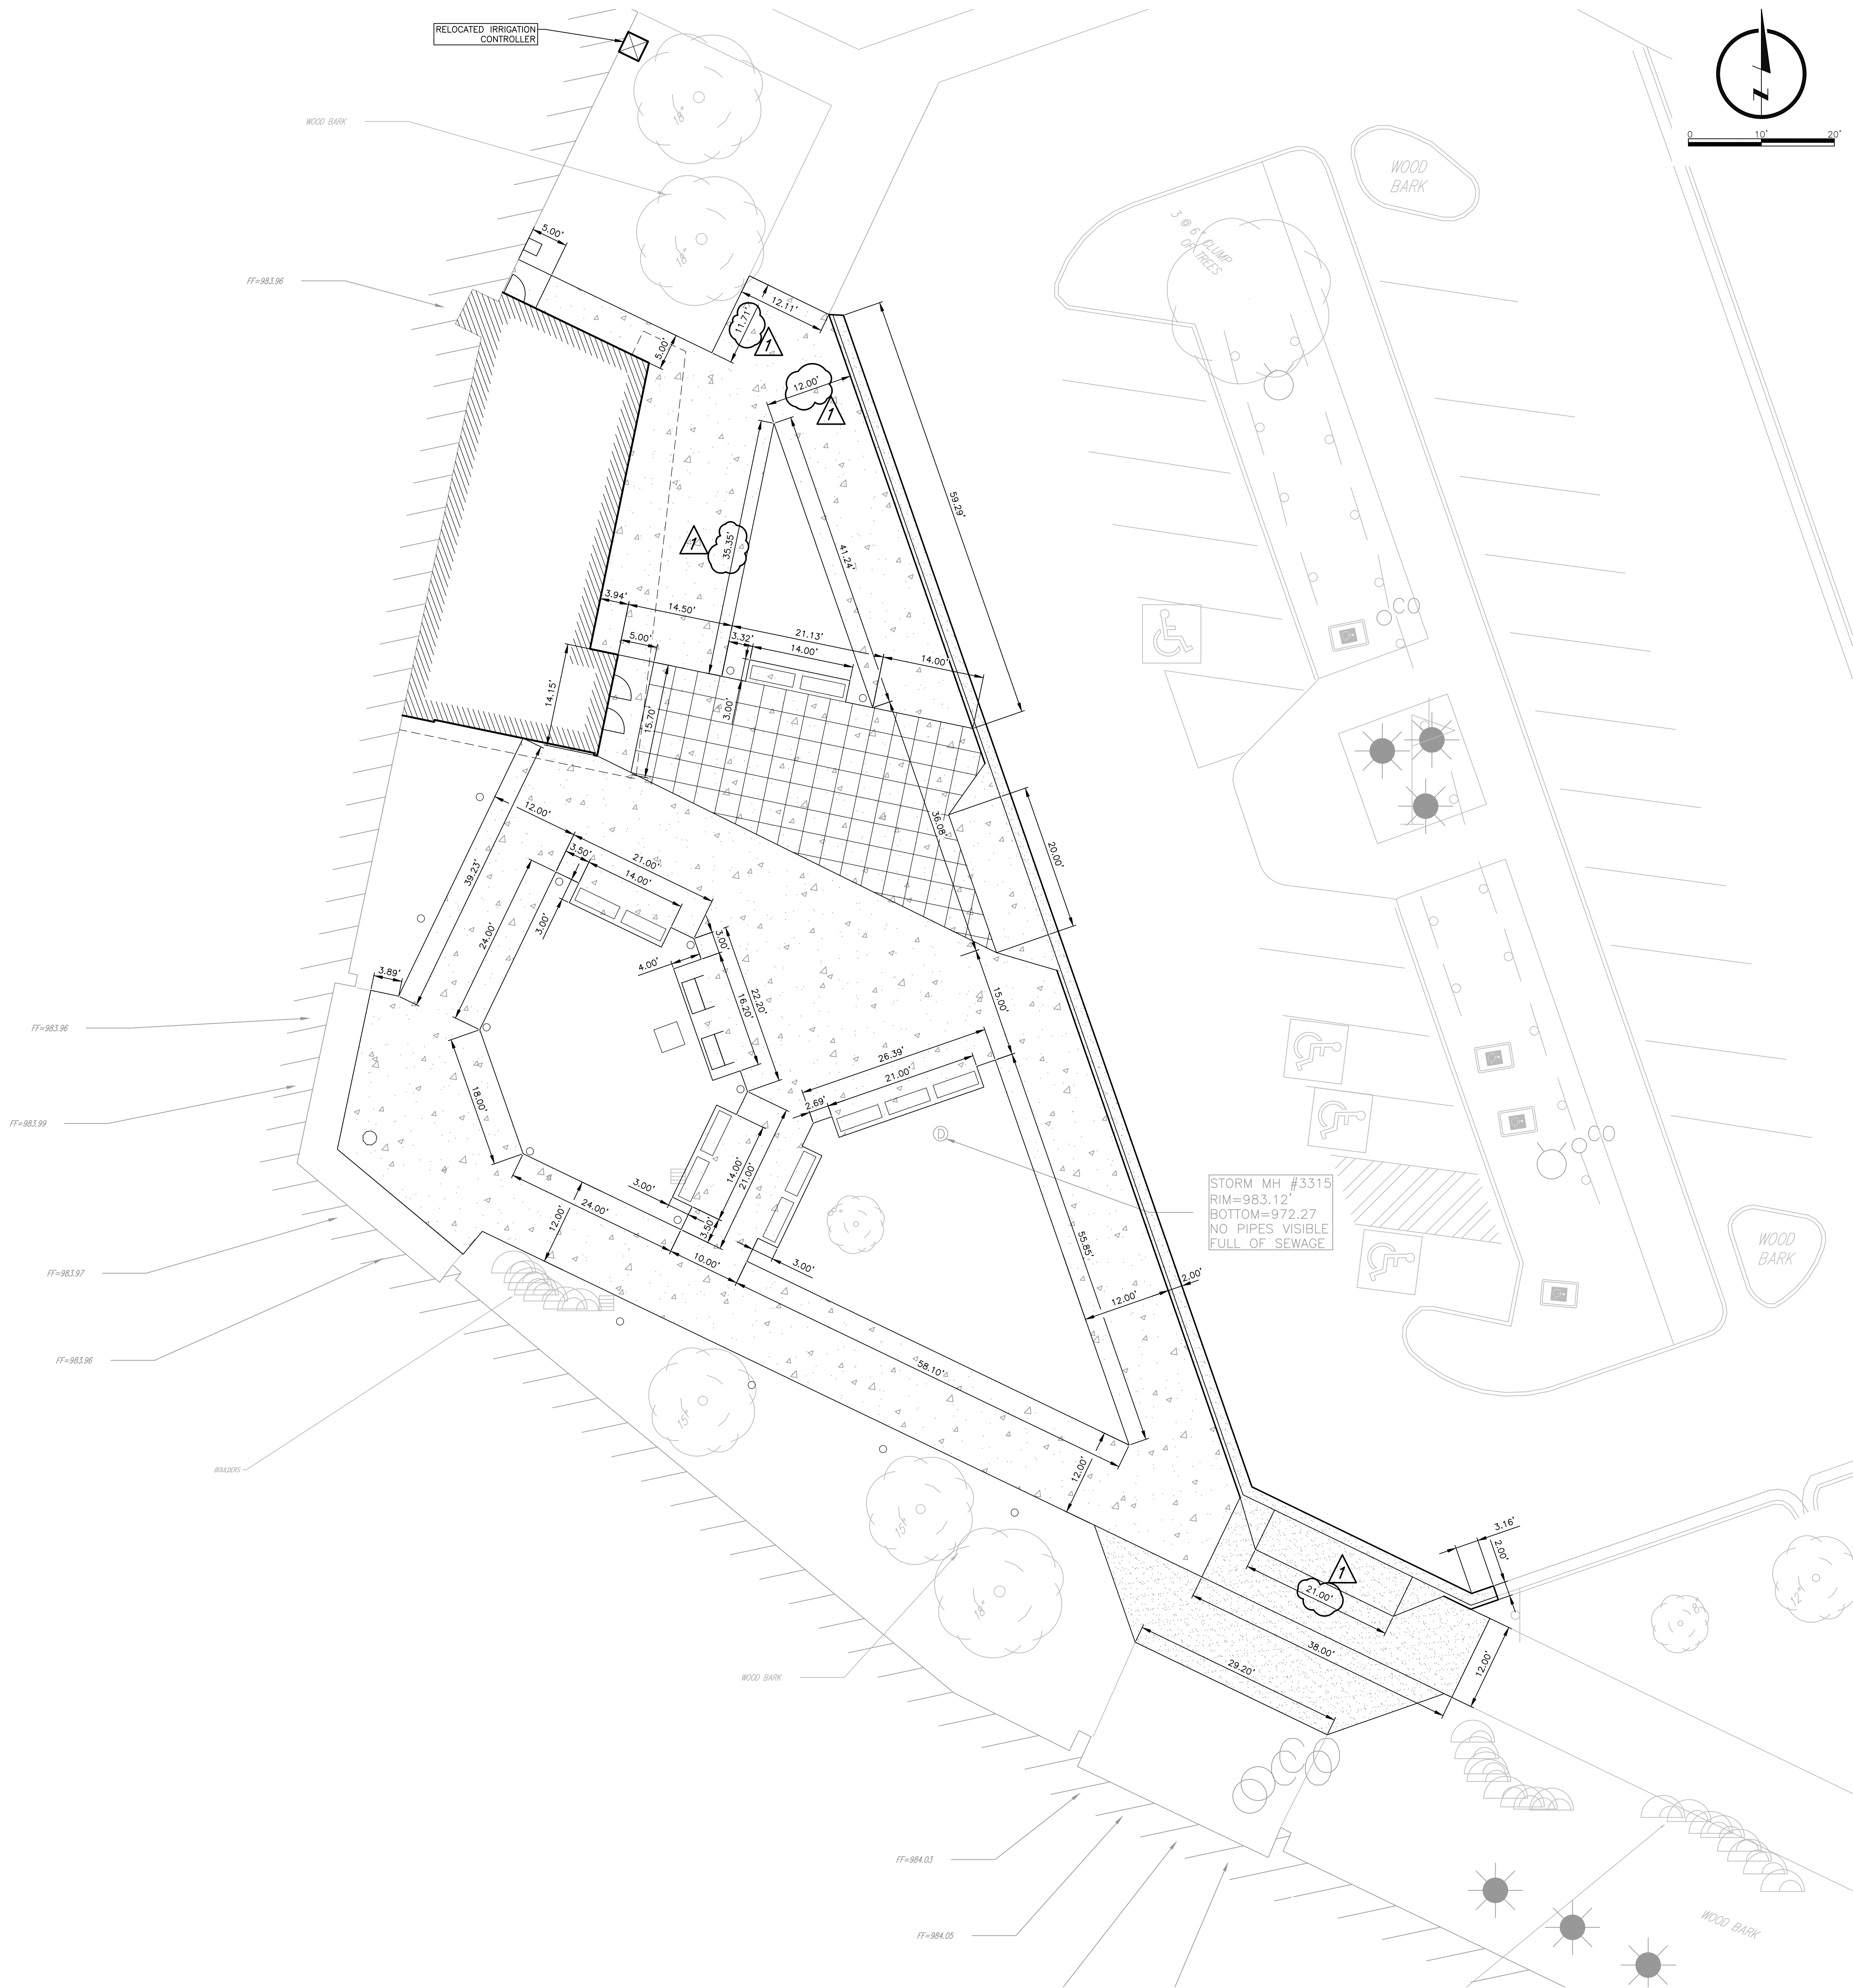 RELOCATED IRRIGATION
CONTROLLER
0 10' 20'
WOOD BARK
18"
WOOD
BARK
18"
3 @ 6"
CLUMP
OF TREES
5.00'
FF=983.96
12.11'
11.71'
1
5.00'
12.00'
1
59.29'
41.24'
35.35'
1
3.94'
14.50'
CO
5.00'
3.32'
21.13'
14.00'
14.00'
14.15'
15.70'
3.00'
36.08'
12.00'
20.00'
3.50'
21.00'
14.00'
39.23'
24.00'
3.00'
3.00'
4.00'
3.89'
22.20'
16.20'
15.00'
FF=983.96
26.39'
21.00'
2.69'
18.00'
FF=983.99
D
CO
14.00'
21.00'
3.00'
24.00'
3.50'
12.00'
10.00'
3.00'
STORM MH #3315
RIM=983.12'
BOTTOM=972.27
NO PIPES VISIBLE
FULL OF SEWAGE
55.85'
WOOD
BARK
FF=983.97
2.00'
12.00'
FF=983.96
58.10'
15"
BOULDERS
12.00'
15"
3.16'
2.00'
1
21.00'
18"
8"
12"
38.00'
12.00'
29.20'
WOOD BARK
FF=984.03
FF=984.05
WOOD BARK